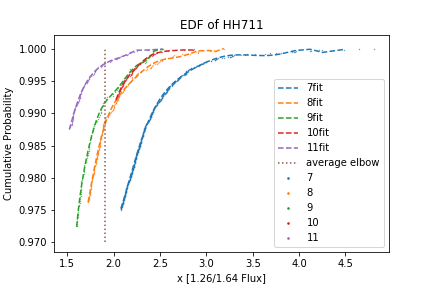 EDF of HH711
Cumulative Probability
1.000
0.995
0.990
0.985
0.980
0.975
0.970
7fit
8fit
9fit
10fit
11fit
average elbow
7
8
9
10
11
1.5 2.0 2.5 3.0 3.5 4.0 4.5
x [1.26/1.64 Flux]